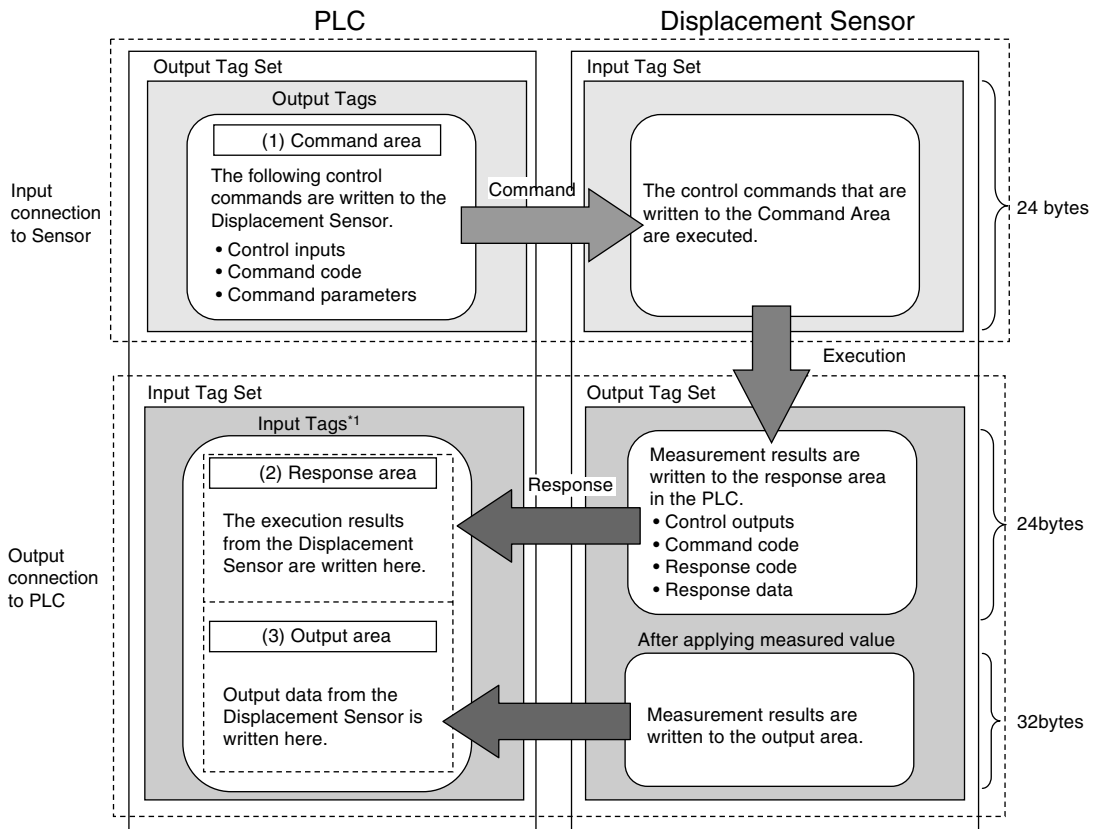 PLC
Displacement Sensor
Output Tag Set
Output Tags
(1) Command area
The following control
commands are written to the
Displacement Sensor.
• Control inputs
• Command code
• Command parameters
Input
connection
to Sensor
Command
Input Tag Set
The control commands that are
written to the Command Area
are executed.
24 bytes
Execution
Input Tag Set
Input Tags*1
(2) Response area
The execution results
from the Displacement
Sensor are written here.
(3) Output area
Output data from the
Displacement Sensor is
written here.
Output
connection
to PLC
Response
Output Tag Set
Measurement results are
written to the response area
in the PLC.
• Control outputs
• Command code
• Response code
• Response data
24bytes
After applying measured value
Measurement results are
written to the output area.
32bytes